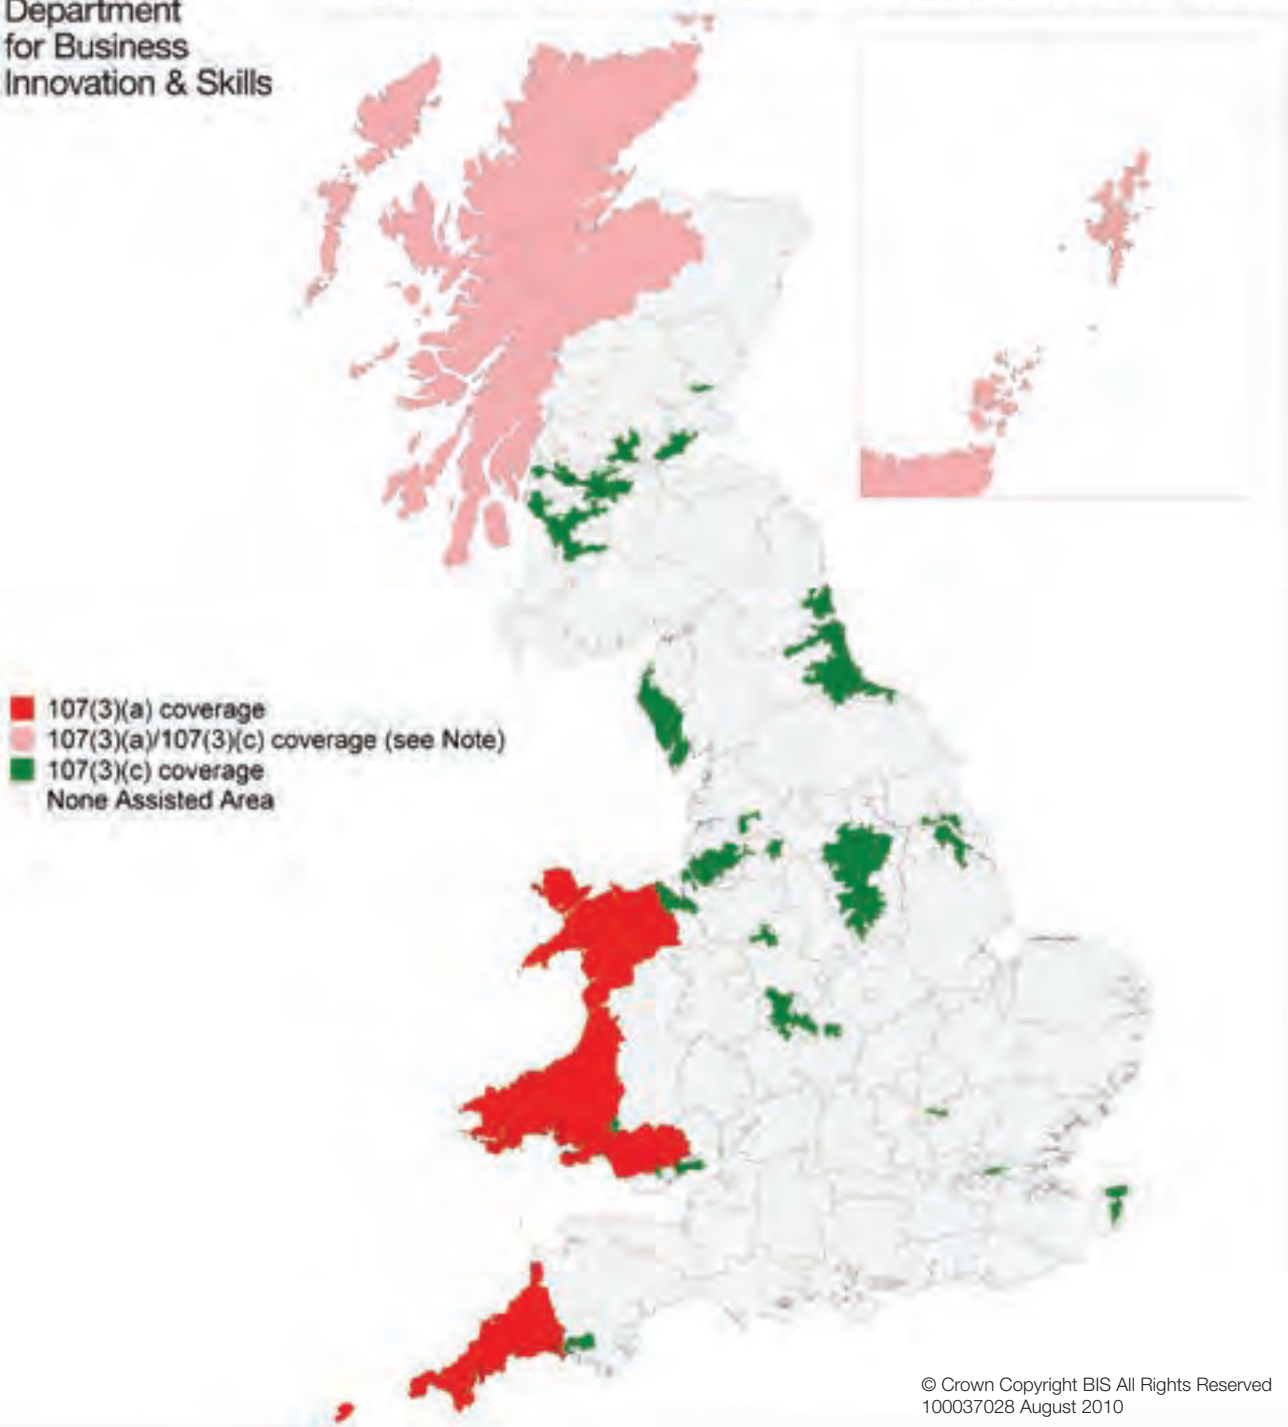 Department
for Business
Innovation & Skills
107(3)(a) coverage
107(3)(a)/107(3)(c) coverage (see Note)
107(3)(c) coverage
None Assisted Area
© Crown Copyright BIS All Rights Reserved
100037028 August 2010